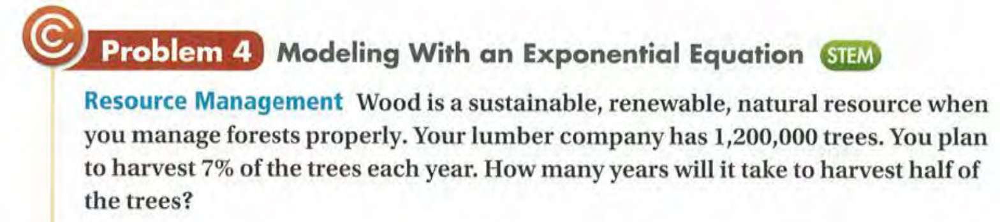 © Problem 4 Modeling With an Exponential Equation STEM
Resource Management Wood is a sustainable, renewable, natural resource when
you manage forests properly. Your lumber company has 1,200,000 trees. You plan
to harvest 7% of the trees each year. How many years will it take to harvest half of
the trees?